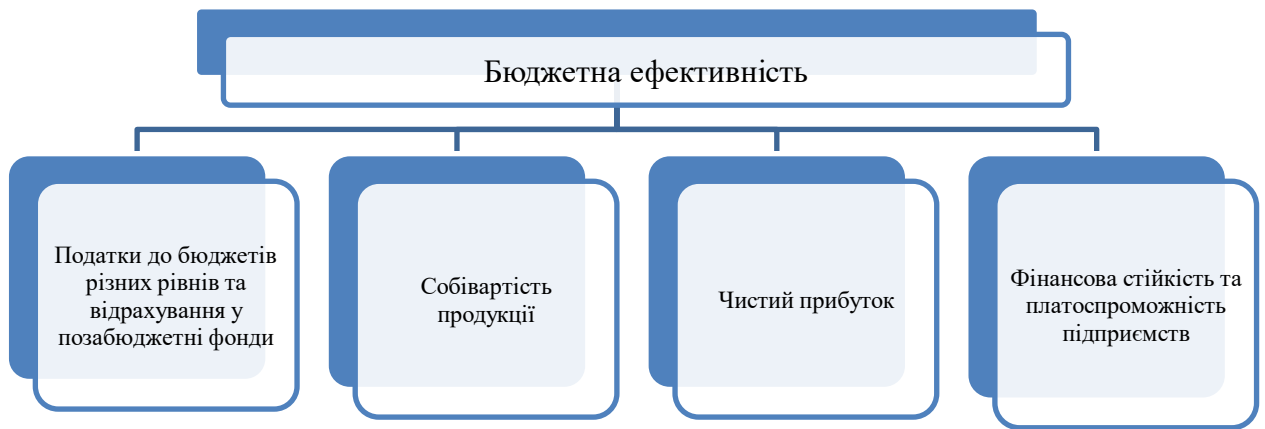 Бюджетна ефективність
Податки до бюджетів
різних рівнів та
відрахування у
позабюджетні фонди
Собівартість
продукції
Чистий прибуток
Фінансова стійкість та
платоспроможність
підприємств